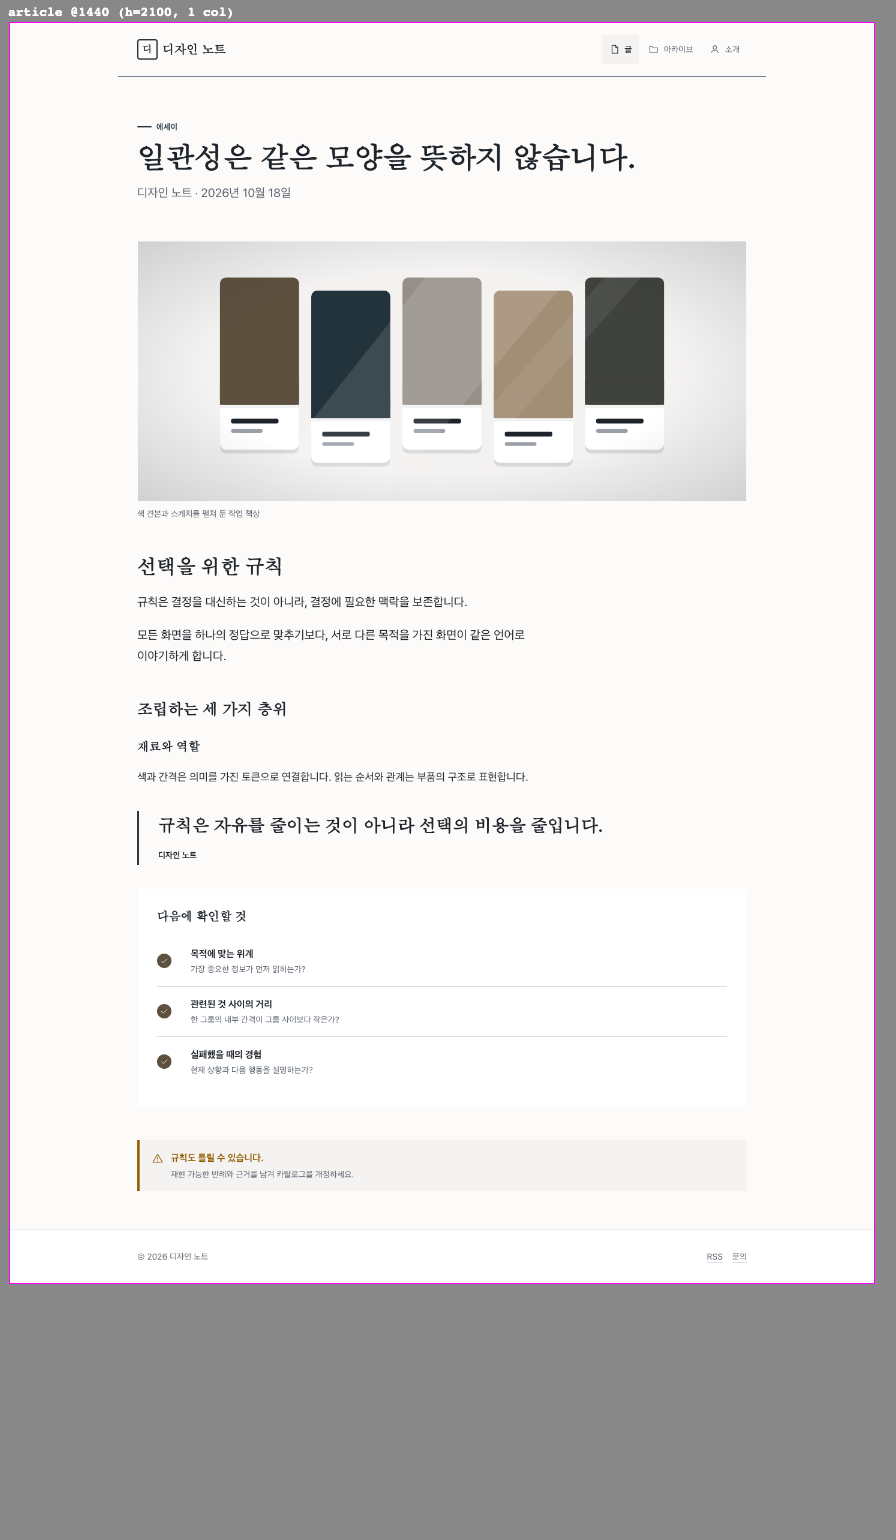 article @1440 (h=2100, 1 col)
디 디자인 노트
글 아카이브 소개
에세이
일관성은 같은 모양을 뜻하지 않습니다.
디자인 노트 · 2026년 10월 18일
색 견본과 스케치를 펼쳐 둔 작업 책상
선택을 위한 규칙
규칙은 결정을 대신하는 것이 아니라, 결정에 필요한 맥락을 보존합니다.
모든 화면을 하나의 정답으로 맞추기보다, 서로 다른 목적을 가진 화면이 같은 언어로
이야기하게 합니다.
조립하는 세 가지 층위
재료와 역할
색과 간격은 의미를 가진 토큰으로 연결합니다. 읽는 순서와 관계는 부품의 구조로 표현합니다.
규칙은 자유를 줄이는 것이 아니라 선택의 비용을 줄입니다.
디자인 노트
다음에 확인할 것
목적에 맞는 위계
가장 중요한 정보가 먼저 읽히는가?
관련된 것 사이의 거리
한 그룹의 내부 간격이 그룹 사이보다 작은가?
실패했을 때의 경험
현재 상황과 다음 행동을 설명하는가?
규칙도 틀릴 수 있습니다.
재현 가능한 반례와 근거를 남겨 카탈로그를 개정하세요.
© 2026 디자인 노트
RSS 문의